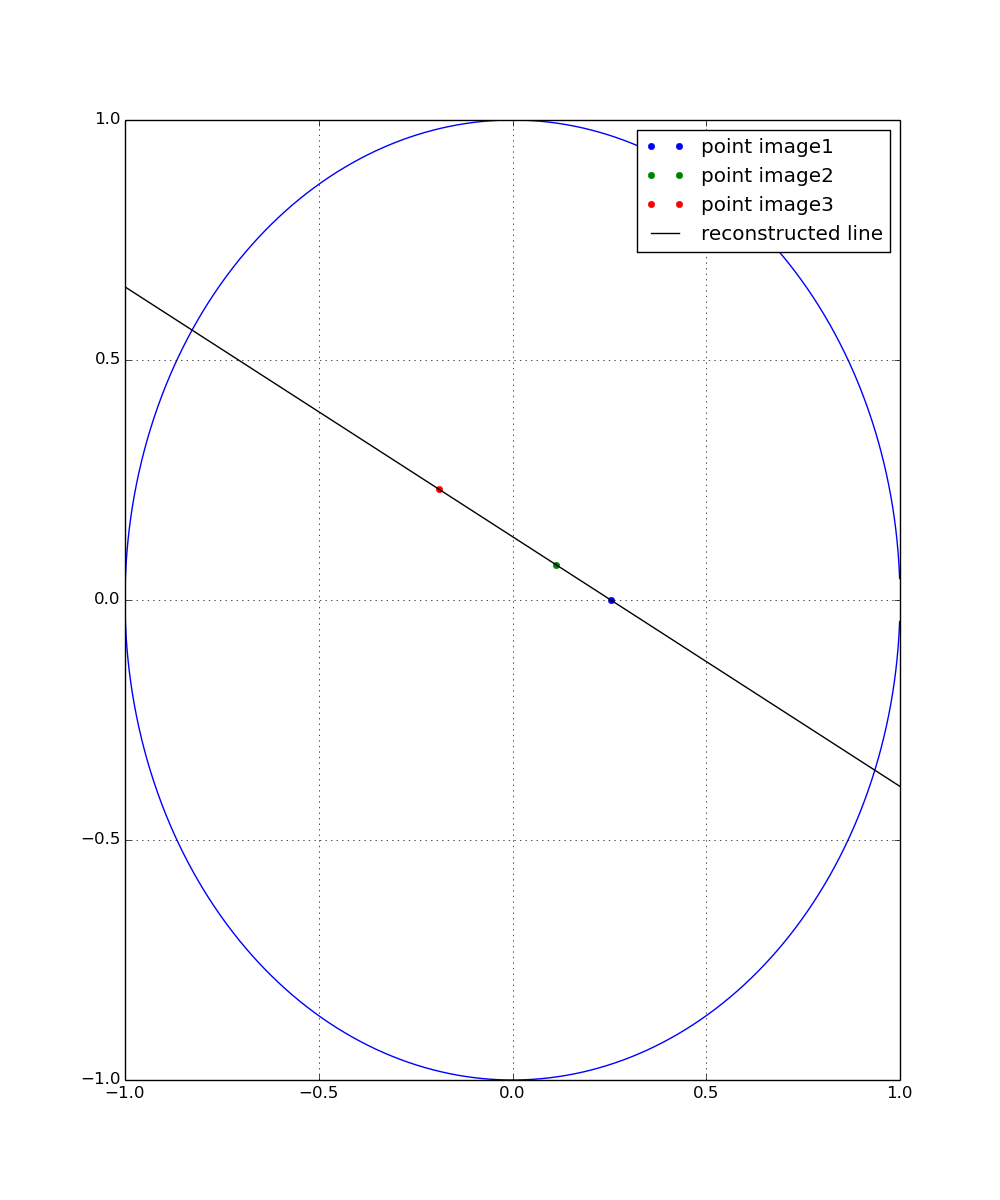 1.0
point image1
point image2
point image3
reconstructed line
0.5
0.0
−0.5
−1.0
−1.0 −0.5 0.0 0.5 1.0